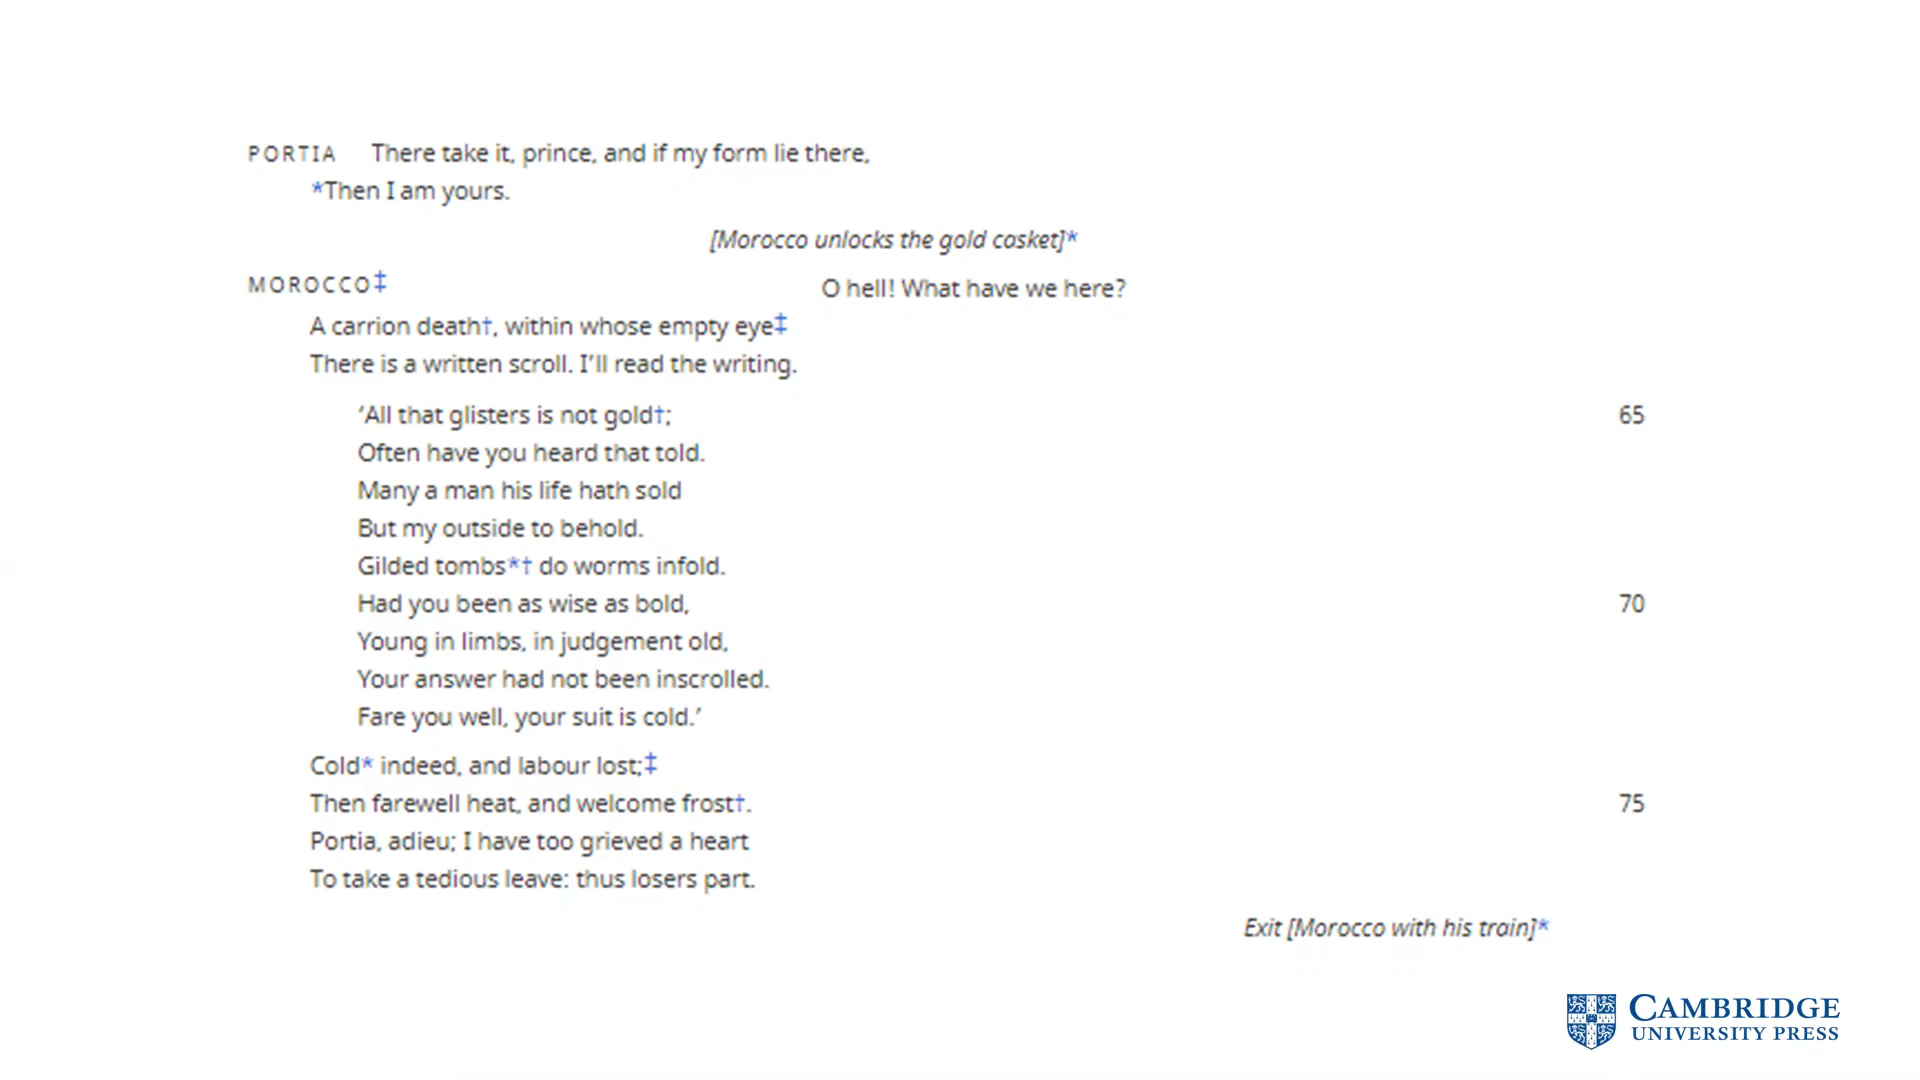 PORTIA There take it, prince, and if my form lie there,
*Then I am yours.
[Morocco unlocks the gold casket]*
MOROCCO‡ O hell! What have we here?
A carrion death†, within whose empty eye‡
There is a written scroll. I’ll read the writing.
‘All that glisters is not gold†; 65
Often have you heard that told.
Many a man his life hath sold
But my outside to behold.
Gilded tombs*† do worms infold.
Had you been as wise as bold, 70
Young in limbs, in judgement old,
Your answer had not been inscrolled.
Fare you well, your suit is cold.’
Cold* indeed, and labour lost;‡
Then farewell heat, and welcome frost†. 75
Portia, adieu; I have too grieved a heart
To take a tedious leave: thus losers part.
Exit [Morocco with his train]*
CAMBRIDGE
UNIVERSITY PRESS